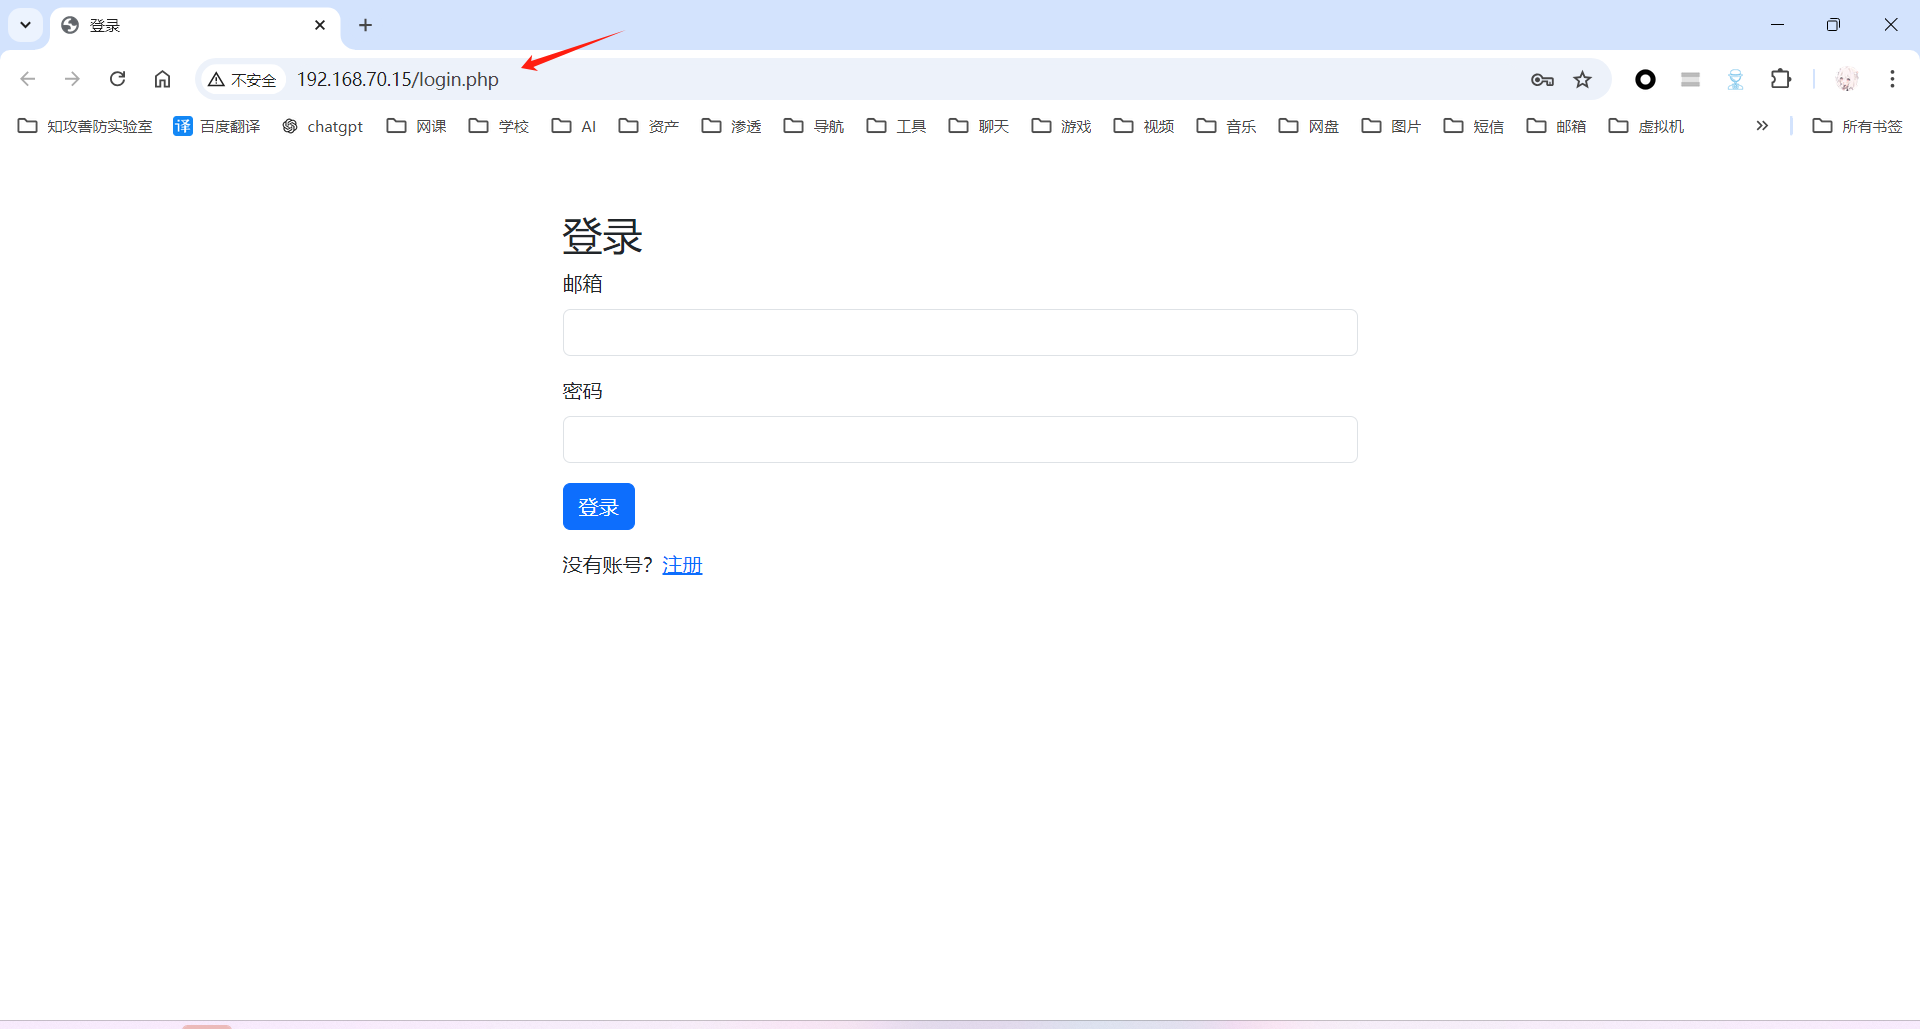 登录
不安全 192.168.70.15/login.php
知攻善防实验室 译 百度翻译 chatgpt 网课 学校 AI 资产 渗透 导航 工具 聊天 游戏 视频 音乐 网盘 图片 短信 邮箱 虚拟机 所有书签
登录
邮箱
密码
登录
没有账号？注册